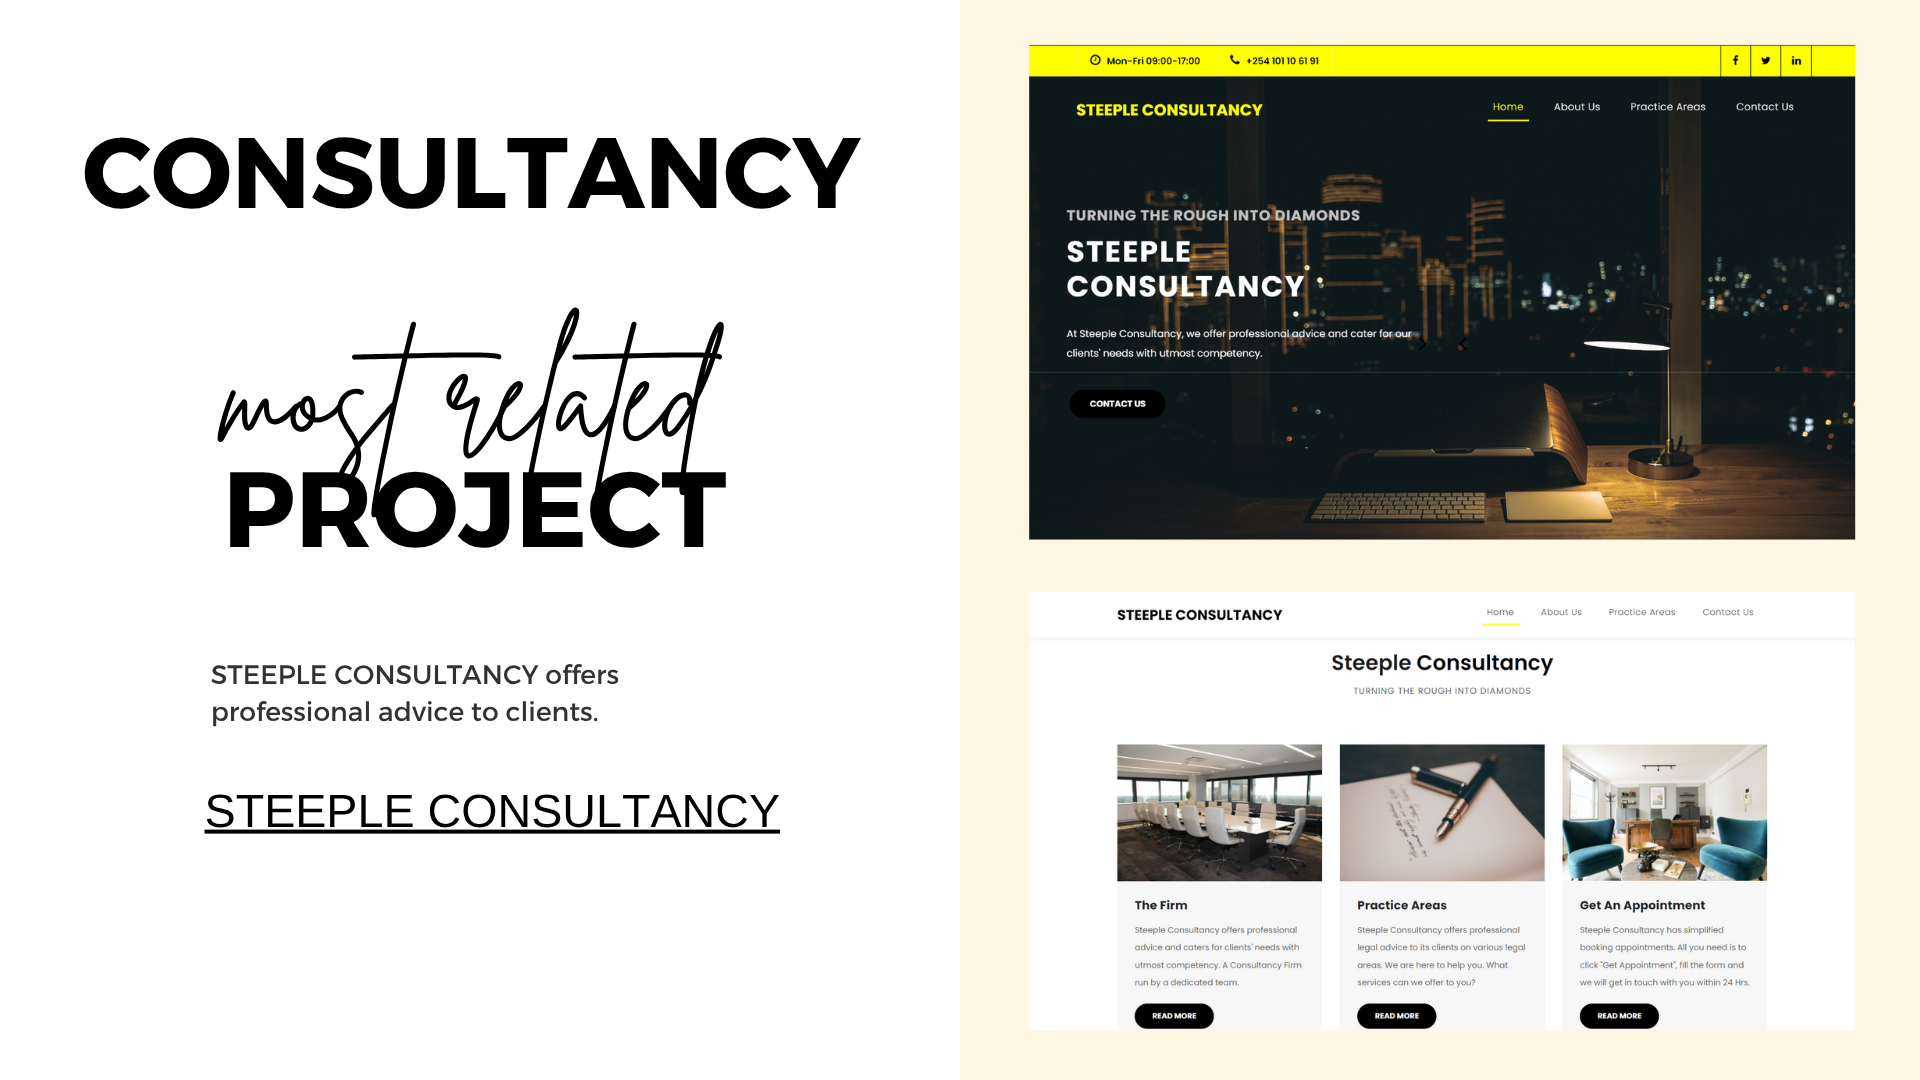 CONSULTANCY
most related
PROJECT
STEEPLE CONSULTANCY offers
professional advice to clients.
STEEPLE CONSULTANCY
Mon-Fri 09:00-17:00 +254 101 10 61 91
STEEPLE CONSULTANCY Home About Us Practice Areas Contact Us
TURNING THE ROUGH INTO DIAMONDS
STEEPLE
CONSULTANCY
At Steeple Consultancy, we offer professional advice and cater for our
clients' needs with utmost competency.
CONTACT US
STEEPLE CONSULTANCY Home About Us Practice Areas Contact Us
Steeple Consultancy
TURNING THE ROUGH INTO DIAMONDS
The Firm
Steeple Consultancy offers professional
advice and caters for clients' needs with
utmost competency. A Consultancy Firm
run by a dedicated team.
READ MORE
Practice Areas
Steeple Consultancy offers professional
legal advice to its clients on various legal
areas. We are here to help you. What
services can we offer to you?
READ MORE
Get An Appointment
Steeple Consultancy has simplified
booking appointments. All you need is to
click "Get Appointment", fill the form and
we will get in touch with you within 24 Hrs.
READ MORE